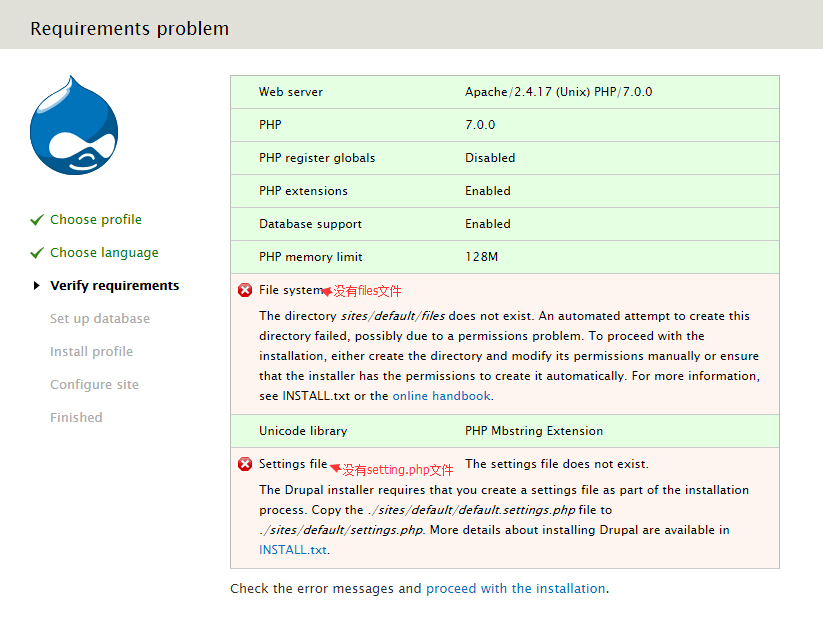 Requirements problem
Choose profile
Choose language
Verify requirements
Set up database
Install profile
Configure site
Finished
Web server Apache/2.4.17 (Unix) PHP/7.0.0
PHP 7.0.0
PHP register globals Disabled
PHP extensions Enabled
Database support Enabled
PHP memory limit 128M
File system 没有files文件
The directory sites/default/files does not exist. An automated attempt to create this
directory failed, possibly due to a permissions problem. To proceed with the
installation, either create the directory and modify its permissions manually or ensure
that the installer has the permissions to create it automatically. For more information,
see INSTALL.txt or the online handbook.
Unicode library PHP Mbstring Extension
Settings file 没有setting.php文件 The settings file does not exist.
The Drupal installer requires that you create a settings file as part of the installation
process. Copy the ./sites/default/default.settings.php file to
./sites/default/settings.php. More details about installing Drupal are available in
INSTALL.txt.
Check the error messages and proceed with the installation.